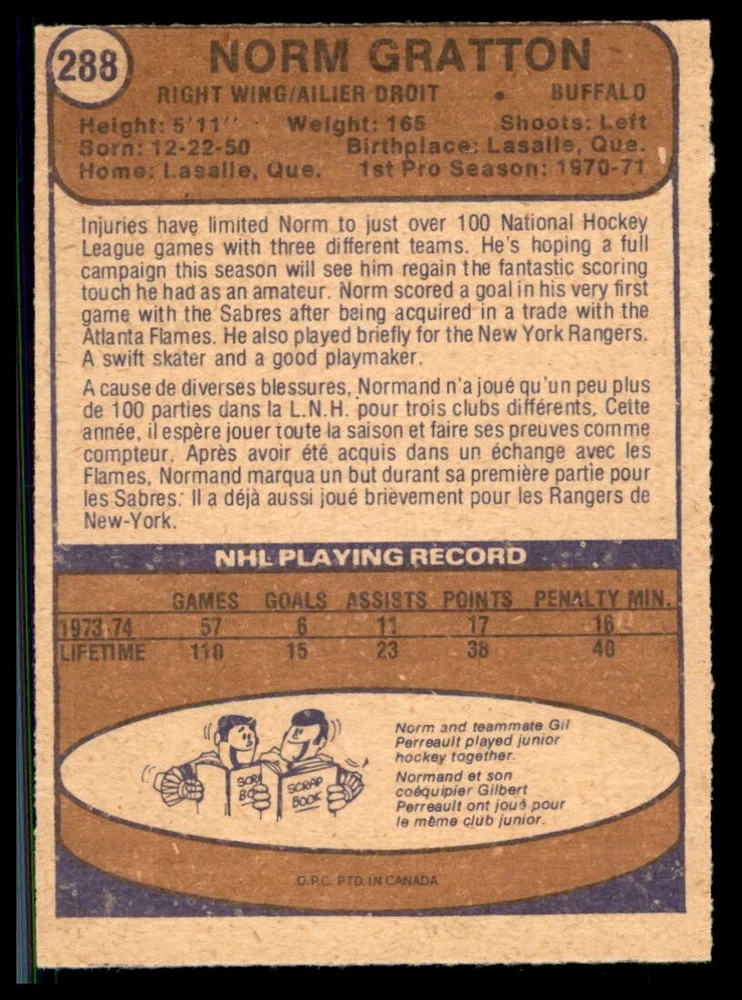 288
NORM GRATTON
RIGHT WING/AILIER DROIT • BUFFALO
Height: 5'11'' Weight: 165 Shoots: Left
Born: 12-22-50 Birthplace: Lasalle, Que.
Home: Lasalle, Que. 1st Pro Season: 1970-71
Injuries have limited Norm to just over 100 National Hockey
League games with three different teams. He's hoping a full
campaign this season will see him regain the fantastic scoring
touch he had as an amateur. Norm scored a goal in his very first
game with the Sabres after being acquired in a trade with the
Atlanta Flames. He also played briefly for the New York Rangers.
A swift skater and a good playmaker.
A cause de diverses blessures, Normand n'a joué qu'un peu plus
de 100 parties dans la L.N.H. pour trois clubs différents. Cette
année, il espère jouer toute la saison et faire ses preuves comme
compteur. Après avoir été acquis dans un échange avec les
Flames, Normand marqua un but durant sa première partie pour
les Sabres. Il a déjà aussi joué brièvement pour les Rangers de
New-York.
NHL PLAYING RECORD
GAMES GOALS ASSISTS POINTS PENALTY MIN.
1973-74 57 6 11 17 16
LIFETIME 110 15 23 38 40
SCRAP BOOK
SCRAP
BOOK
Norm and teammate Gil
Perreault played junior
hockey together.
Normand et son
coéquipier Gilbert
Perreault ont joué pour
le même club junior.
O.P.C. PTD. IN CANADA